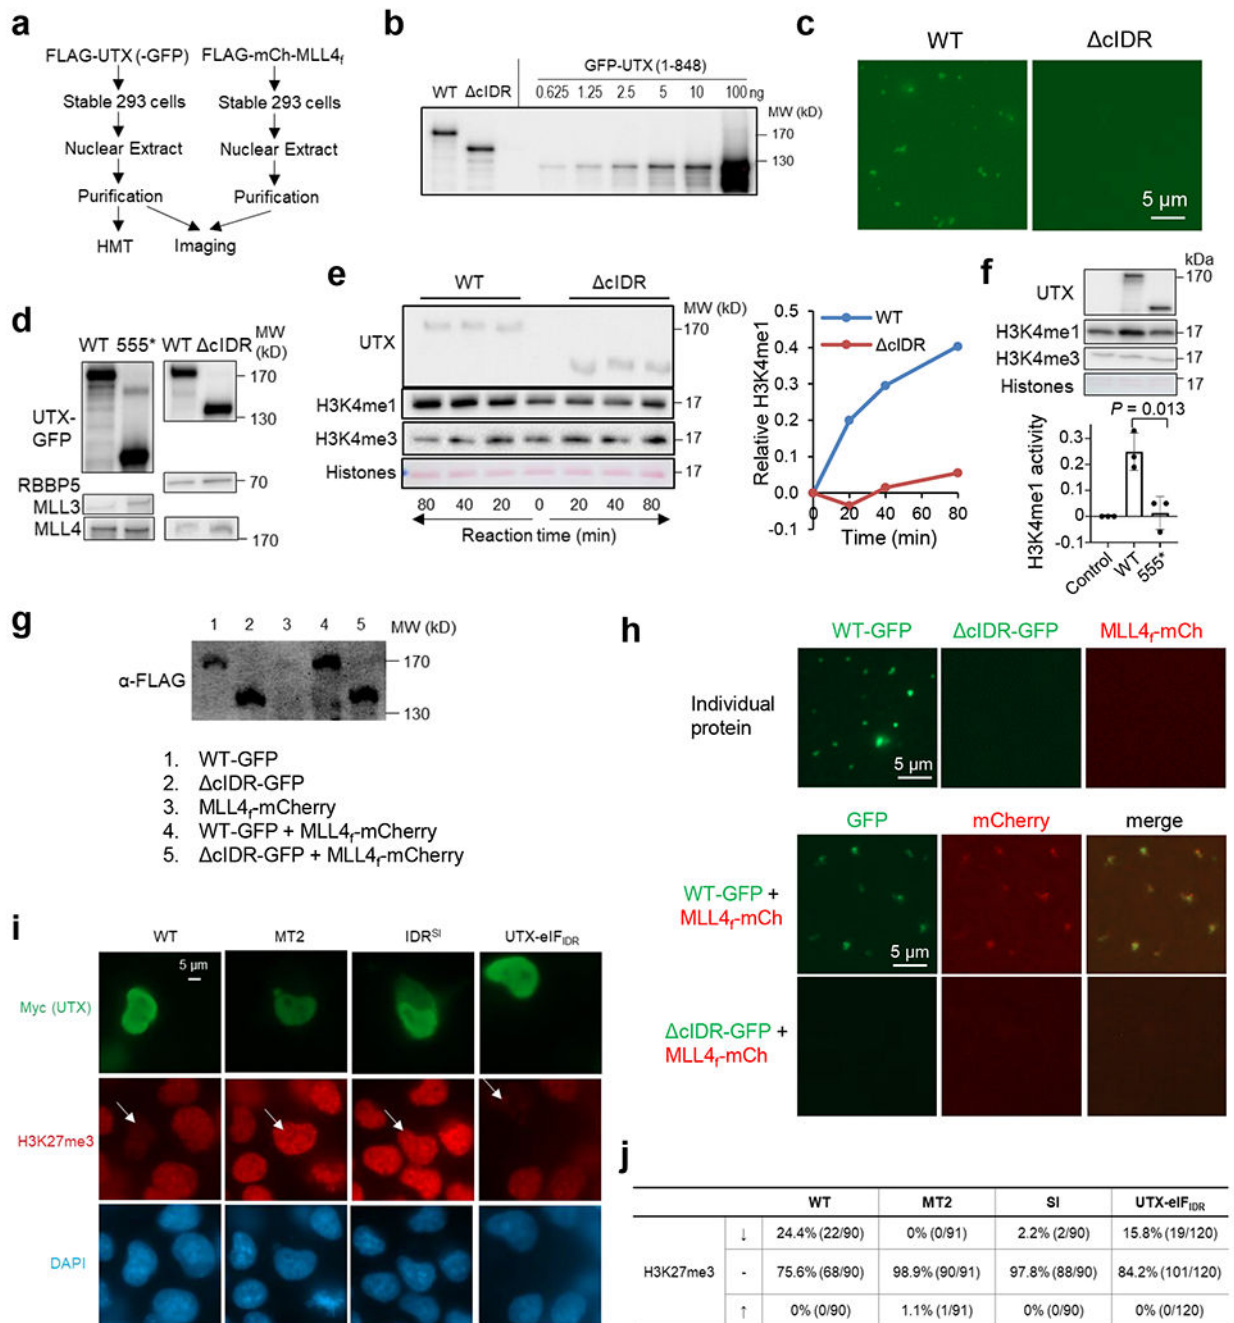 a
FLAG-UTX (-GFP) FLAG-mCh-MLL4f
Stable 293 cells Stable 293 cells
Nuclear Extract Nuclear Extract
Purification Purification
HMT Imaging
b
GFP-UTX (1-848)
WT ΔcIDR 0.625 1.25 2.5 5 10 100 ng
MW (kD)
170
130
c
WT ΔcIDR
5 μm
d
WT 555* WT ΔcIDR MW (kD)
UTX-GFP
170
130
RBBP5 70
MLL3
MLL4
170
e
WT ΔcIDR
MW (kD)
UTX 170
H3K4me1 17
H3K4me3 17
Histones 17
80 40 20 0 20 40 80
Reaction time (min)
Relative H3K4me1
0.5
0.4
0.3
0.2
0.1
0.0
-0.1
WT
ΔcIDR
0 20 40 60 80
Time (min)
f
kDa
UTX 170
H3K4me1 17
H3K4me3 17
Histones 17
P = 0.013
H3K4me1 activity
0.3
0.2
0.1
0
-0.1
Control WT 555*
g
1 2 3 4 5 MW (kD)
α-FLAG
170
130
1. WT-GFP
2. ΔcIDR-GFP
3. MLL4f-mCherry
4. WT-GFP + MLL4f-mCherry
5. ΔcIDR-GFP + MLL4f-mCherry
h
WT-GFP ΔcIDR-GFP MLL4f-mCh
Individual protein
5 μm
GFP mCherry merge
WT-GFP +
MLL4f-mCh
5 μm
ΔcIDR-GFP +
MLL4f-mCh
i
WT MT2 IDR^SI UTX-eIF_IDR
5 μm
Myc (UTX)
H3K27me3
DAPI
j
WT MT2 SI UTX-eIF_IDR
↓ 24.4% (22/90) 0% (0/91) 2.2% (2/90) 15.8% (19/120)
H3K27me3 - 75.6% (68/90) 98.9% (90/91) 97.8% (88/90) 84.2% (101/120)
↑ 0% (0/90) 1.1% (1/91) 0% (0/90) 0% (0/120)